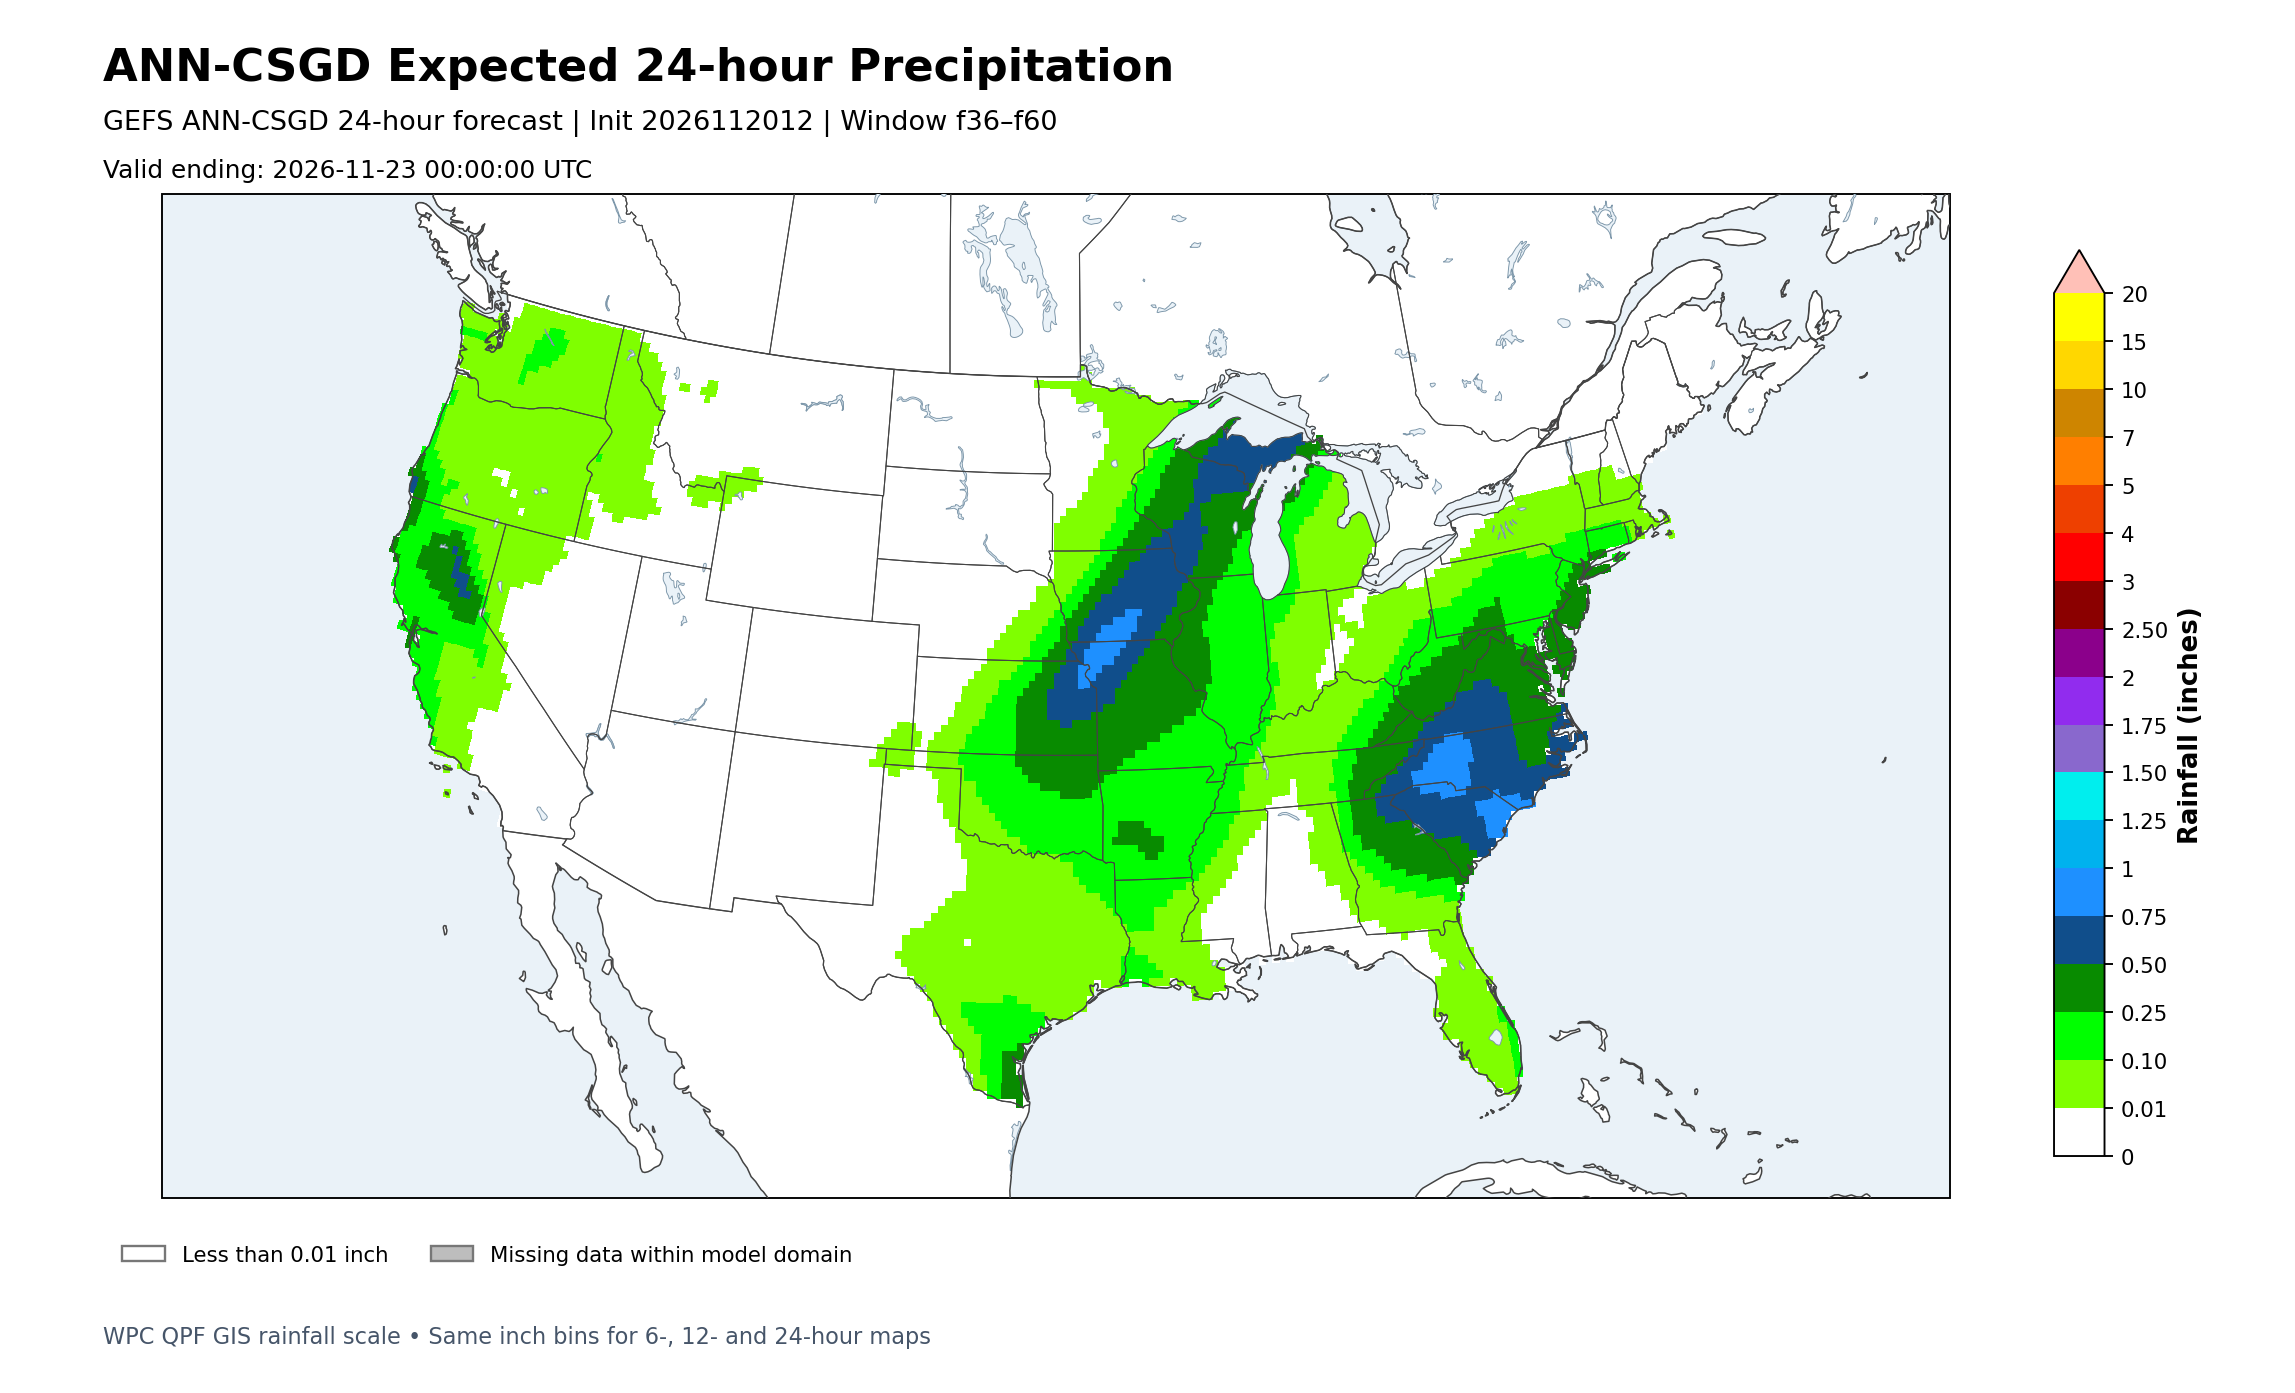 ANN-CSGD Expected 24-hour Precipitation
GEFS ANN-CSGD 24-hour forecast | Init 2026112012 | Window f36–f60
Valid ending: 2026-11-23 00:00:00 UTC
20
15
10
7
5
4
3
2.50
2
1.75
1.50
1.25
1
0.75
0.50
0.25
0.10
0.01
0
Rainfall (inches)
Less than 0.01 inch
Missing data within model domain
WPC QPF GIS rainfall scale • Same inch bins for 6-, 12- and 24-hour maps